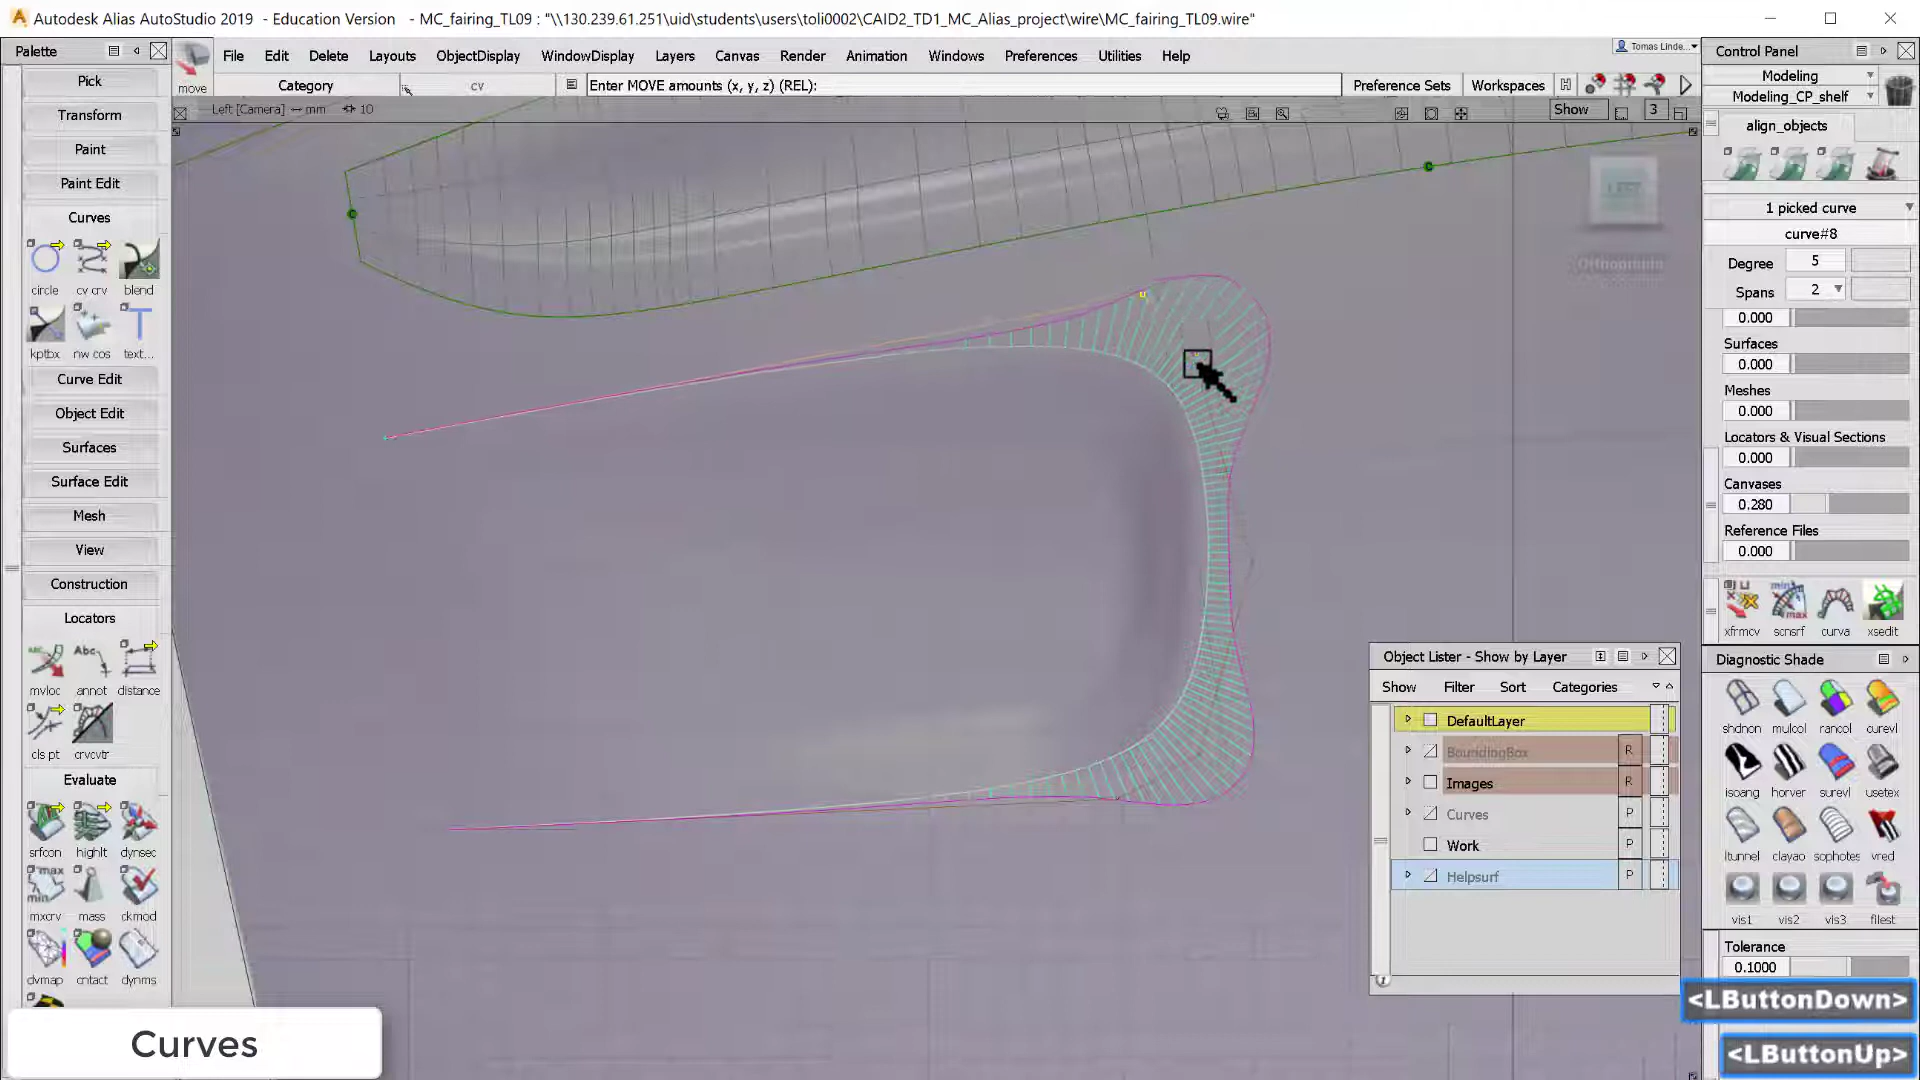 Autodesk Alias AutoStudio 2019 - Education Version - MC_fairing_TL09 : "\\130.239.61.251\uid\students\users\toli0002\CAID2_TD1_MC_Alias_project\wire\MC_fairing_TL09.wire"
Palette
File Edit Delete Layouts ObjectDisplay WindowDisplay Layers Canvas Render Animation Windows Preferences Utilities Help
Tomas Linde...
Control Panel
move
Category
cv
Enter MOVE amounts (x, y, z) (REL):
Preference Sets
Workspaces
H
Modeling
Modeling_CP_shelf
Left [Camera] -- mm
10
Show
3
Pick
Transform
Paint
Paint Edit
Curves
circle cv crv blend
kptbx nw cos text...
Curve Edit
Object Edit
Surfaces
Surface Edit
Mesh
View
Construction
Locators
mvloc annot distance
cls pt crvcvtr
Evaluate
srfcon highlt dynsec
mxcrv mass ckmod
dvmap cntact dynms
LEFT
align_objects
1 picked curve
curve#8
Degree 5
Spans 2
0.000
Surfaces
0.000
Meshes
0.000
Locators & Visual Sections
0.000
Canvases
0.280
Reference Files
0.000
xfrmcv scnsrf curva xsedit
Diagnostic Shade
shdnon mulcol rancol curevl
isoang horver surevl usetex
ltunnel clayao sophotes vred
vis1 vis2 vis3 filest
Tolerance
0.1000
Object Lister - Show by Layer
Show Filter Sort Categories
DefaultLayer
BoundingBox R
Images R
Curves P
Work P
Helpsurf P
<LButtonDown>
<LButtonUp>
Curves